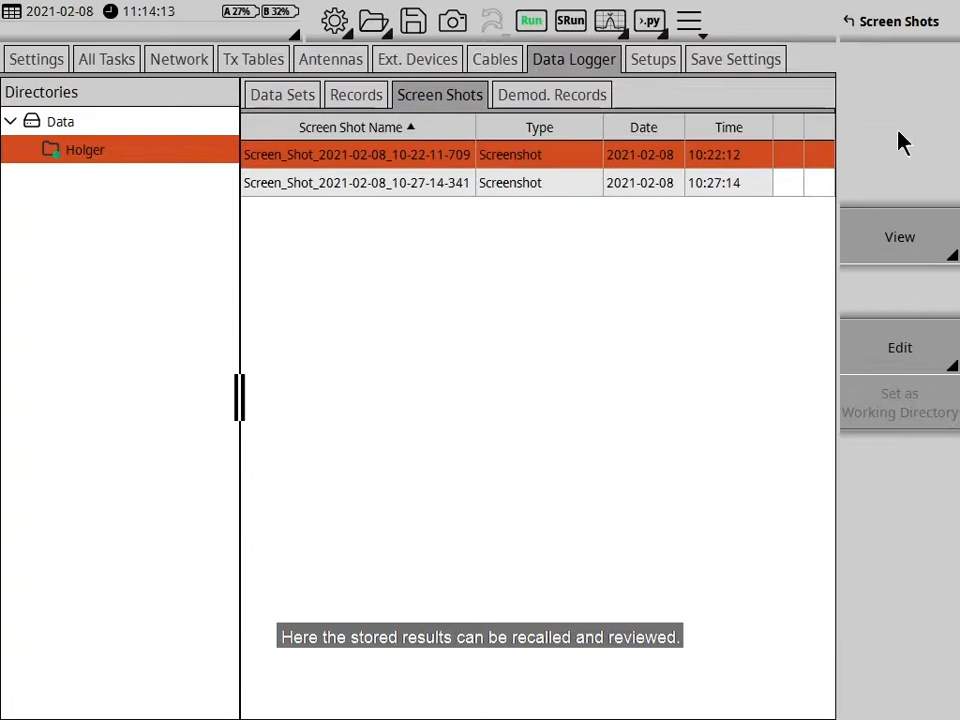 2021-02-08 11:14:13 A 27% B 32% Run SRun ›.py Screen Shots
Settings All Tasks Network Tx Tables Antennas Ext. Devices Cables Data Logger Setups Save Settings
Directories
Data
Holger
Data Sets Records Screen Shots Demod. Records
Screen Shot Name Type Date Time
Screen_Shot_2021-02-08_10-22-11-709 Screenshot 2021-02-08 10:22:12
Screen_Shot_2021-02-08_10-27-14-341 Screenshot 2021-02-08 10:27:14
View
Edit
Set as
Working Directory
Here the stored results can be recalled and reviewed.